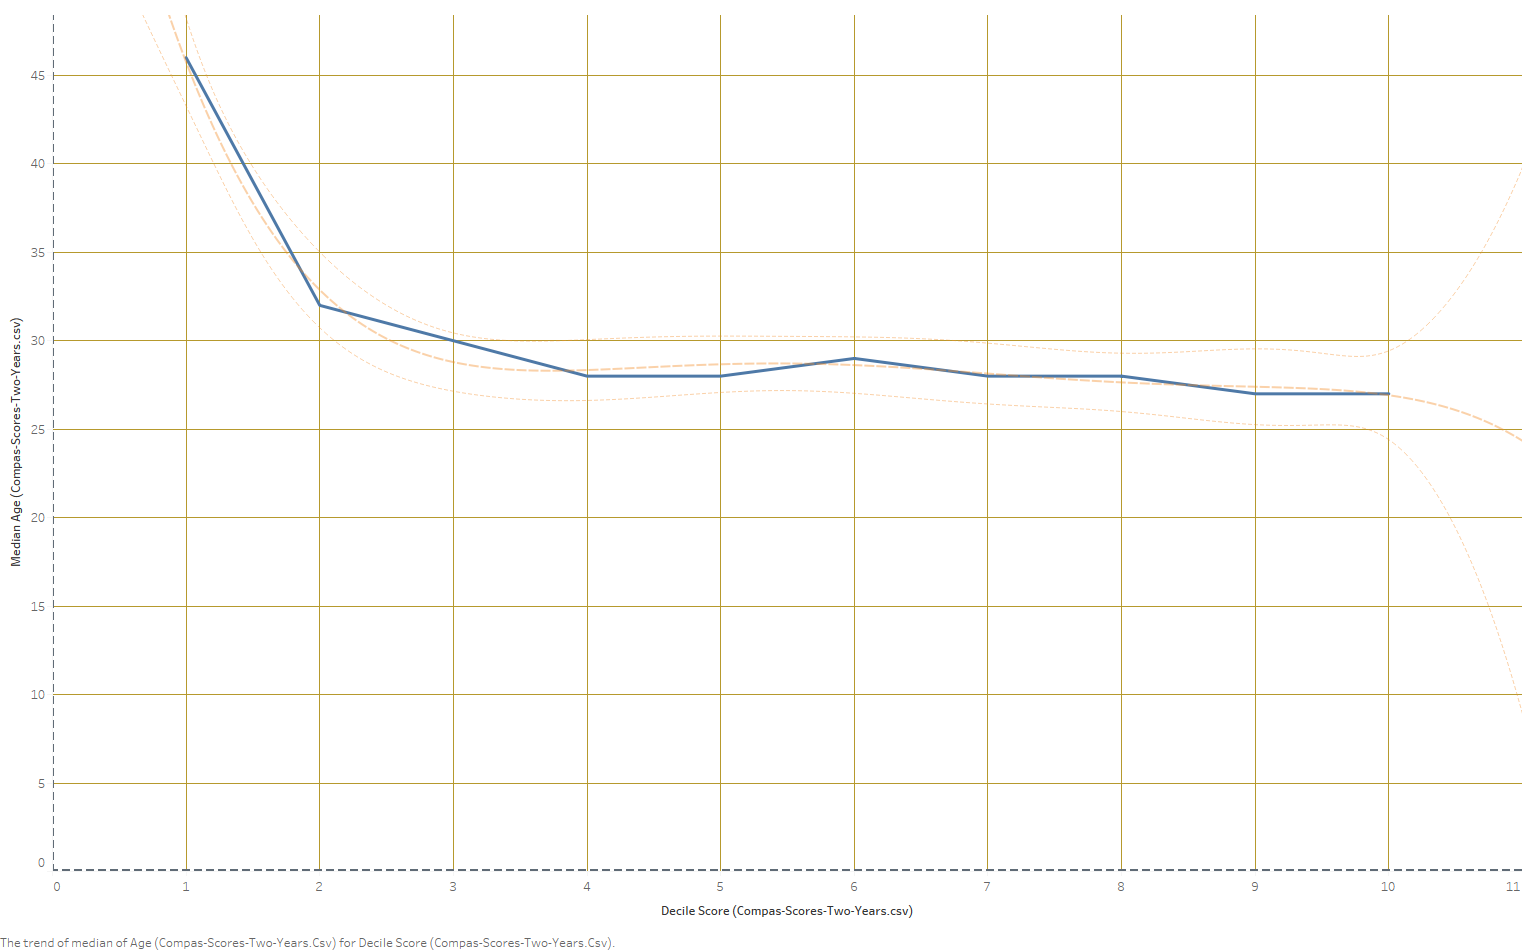 45
40
35
30
25
20
15
10
5
0
Median Age (Compas-Scores-Two-Years.csv)
0 1 2 3 4 5 6 7 8 9 10 11
Decile Score (Compas-Scores-Two-Years.csv)
The trend of median of Age (Compas-Scores-Two-Years.Csv) for Decile Score (Compas-Scores-Two-Years.Csv).